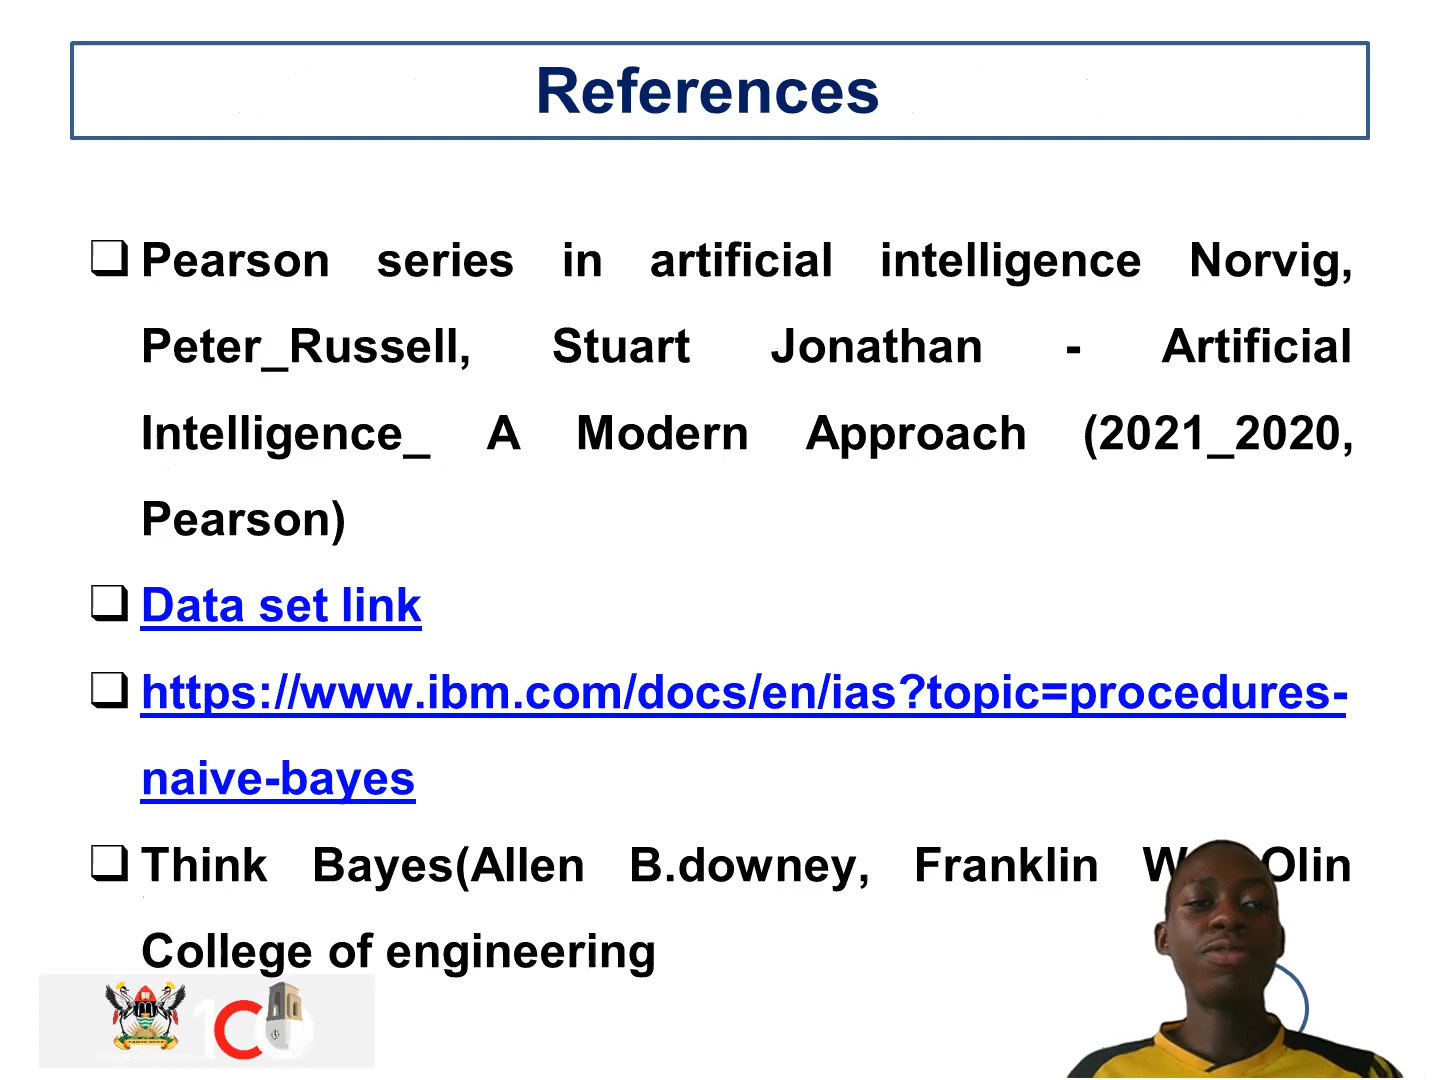 References
Pearson series in artificial intelligence Norvig,
Peter_Russell, Stuart Jonathan - Artificial
Intelligence_ A Modern Approach (2021_2020,
Pearson)
Data set link
https://www.ibm.com/docs/en/ias?topic=procedures-
naive-bayes
Think Bayes(Allen B.downey, Franklin W Olin
College of engineering
100